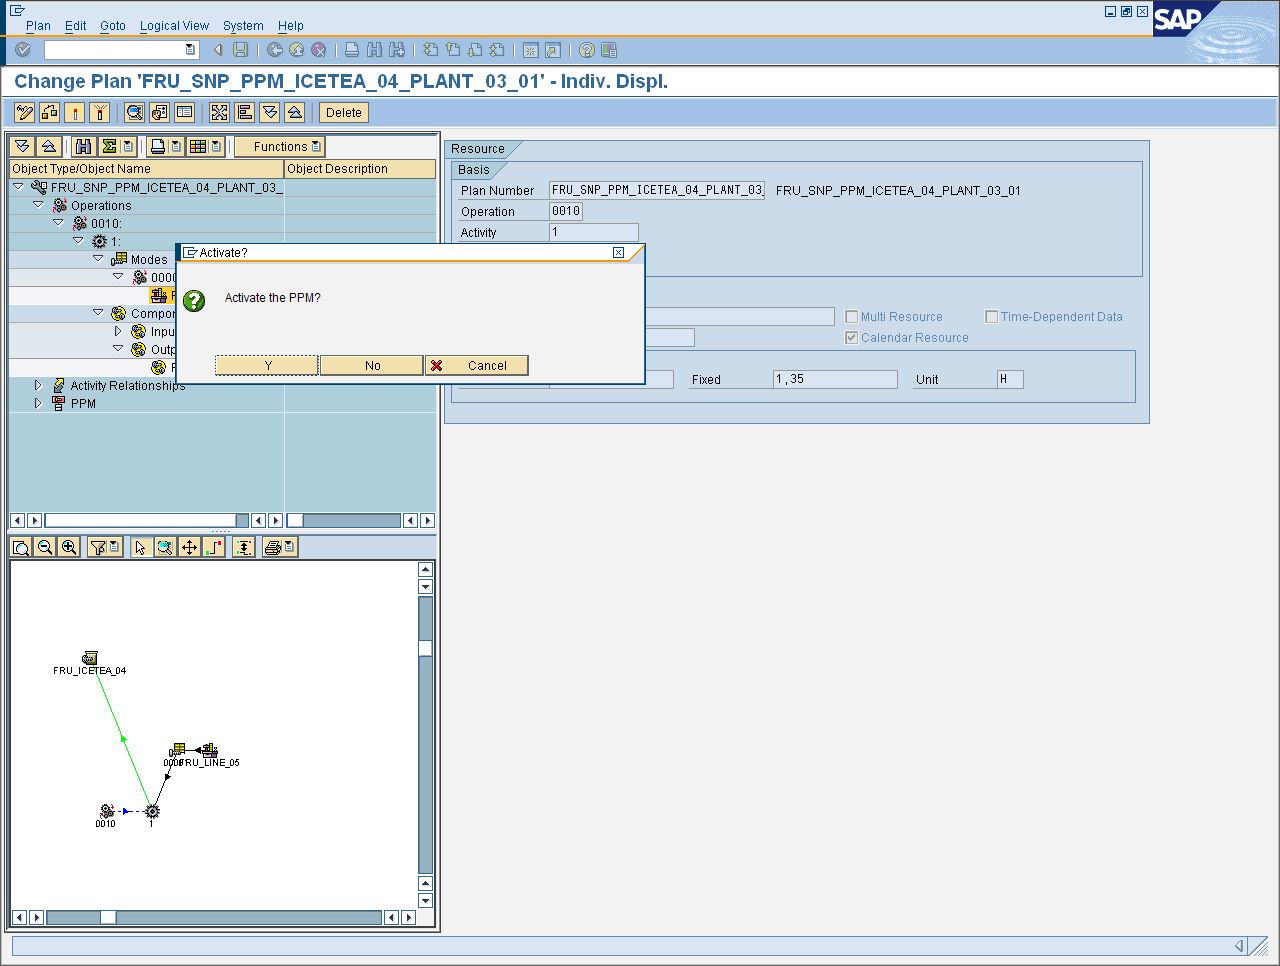 Plan Edit Goto Logical View System Help
SAP
Change Plan 'FRU_SNP_PPM_ICETEA_04_PLANT_03_01' - Indiv. Displ.
Delete
Functions
Object Type/Object Name Object Description
FRU_SNP_PPM_ICETEA_04_PLANT_03_
Operations
0010:
1:
Modes
0000
Compor
Inpu
Outp
Activity Relationships
PPM
Resource
Basis
Plan Number FRU_SNP_PPM_ICETEA_04_PLANT_03_ FRU_SNP_PPM_ICETEA_04_PLANT_03_01
Operation 0010
Activity 1
Multi Resource Time-Dependent Data
Calendar Resource
Fixed 1,35 Unit H
Activate?
Activate the PPM?
Y No Cancel
FRU_ICETEA_04
FRU_LINE_05
0010 1